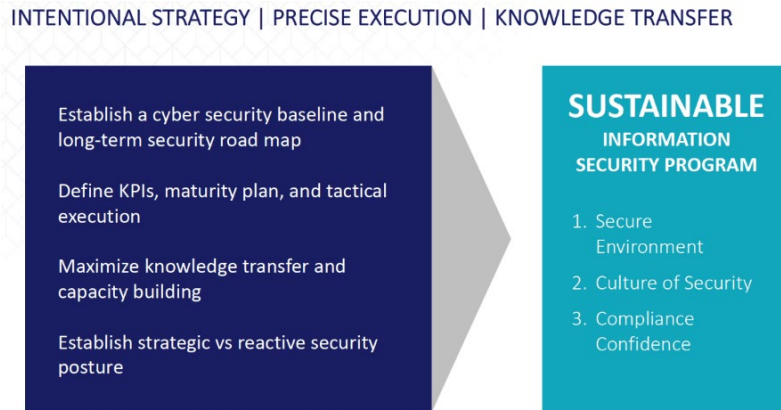 INTENTIONAL STRATEGY | PRECISE EXECUTION | KNOWLEDGE TRANSFER
Establish a cyber security baseline and
long-term security road map
Define KPIs, maturity plan, and tactical
execution
Maximize knowledge transfer and
capacity building
Establish strategic vs reactive security
posture
SUSTAINABLE
INFORMATION
SECURITY PROGRAM
1. Secure
Environment
2. Culture of Security
3. Compliance
Confidence